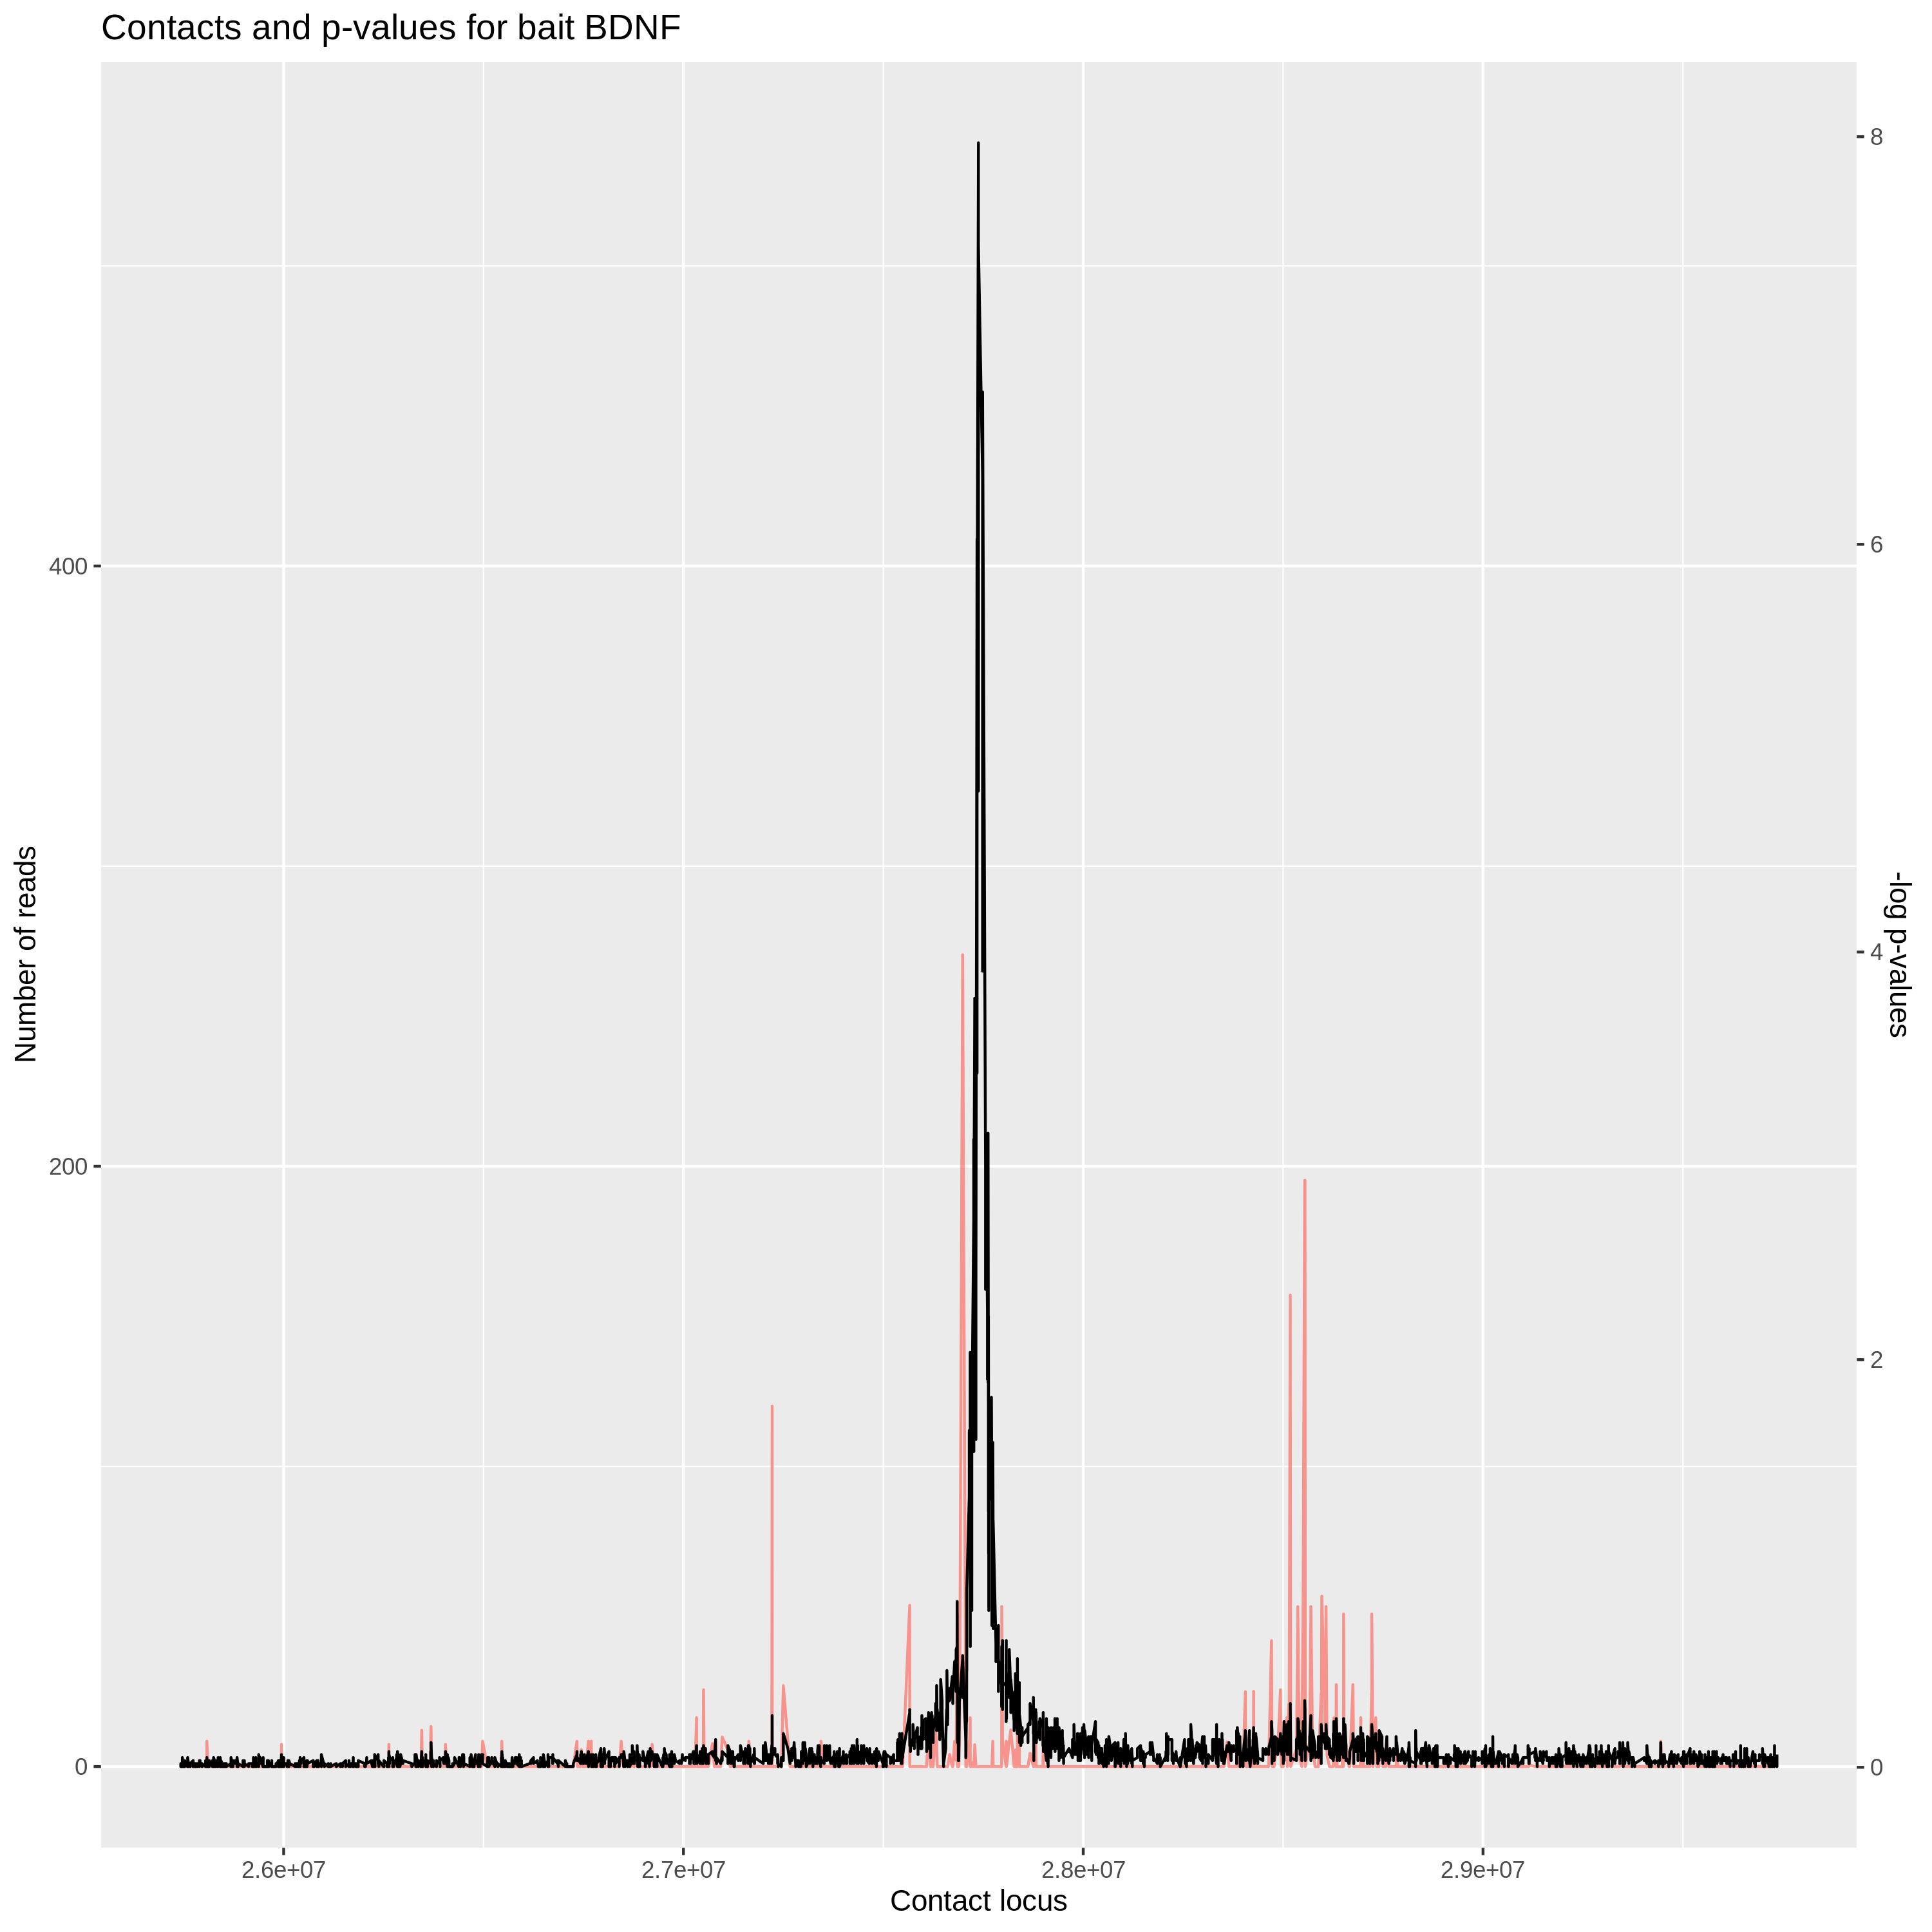 Contacts and p-values for bait BDNF
8
400
6
Number of reads
-log p-values
4
200
2
0
0
2.6e+07 2.7e+07 2.8e+07 2.9e+07
Contact locus